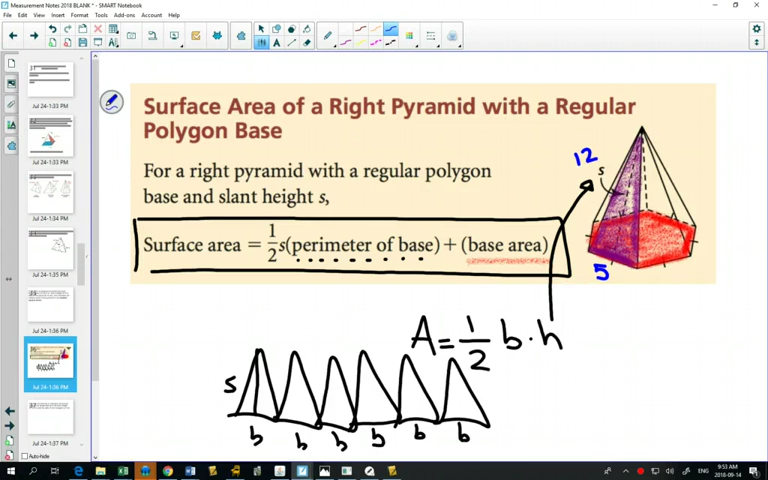 Measurement Notes 2018 BLANK * - SMART Notebook
File Edit View Insert Format Tools Add-ons Account Help
Jul 24-1:33 PM
Jul 24-1:33 PM
Jul 24-1:34 PM
Jul 24-1:35 PM
Jul 24-1:36 PM
Jul 24-1:36 PM
Jul 24-1:37 PM
Auto-hide
Surface Area of a Right Pyramid with a Regular
Polygon Base
For a right pyramid with a regular polygon
base and slant height s,
Surface area = 1/2 s(perimeter of base) + (base area)
12
s
5
A = 1/2 b · h
s
b b b b b b
ENG
9:53 AM
2018-09-14